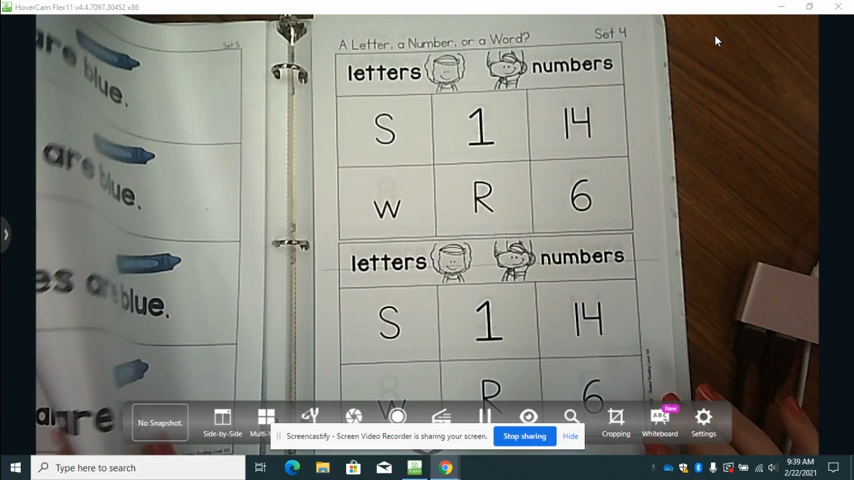 HoverCam Flex11 v4.4.7097.30452 x86
Set 5
are blue.
are blue.
es are blue.
are
A Letter, a Number, or a Word? Set 4
letters numbers
S 1 14
w R 6
letters numbers
S 1 14
w R 6
No Snapshot.
Side-by-Side
Cropping
New
Whiteboard
Settings
Screencastify - Screen Video Recorder is sharing your screen. Stop sharing Hide
Type here to search
9:39 AM
2/22/2021